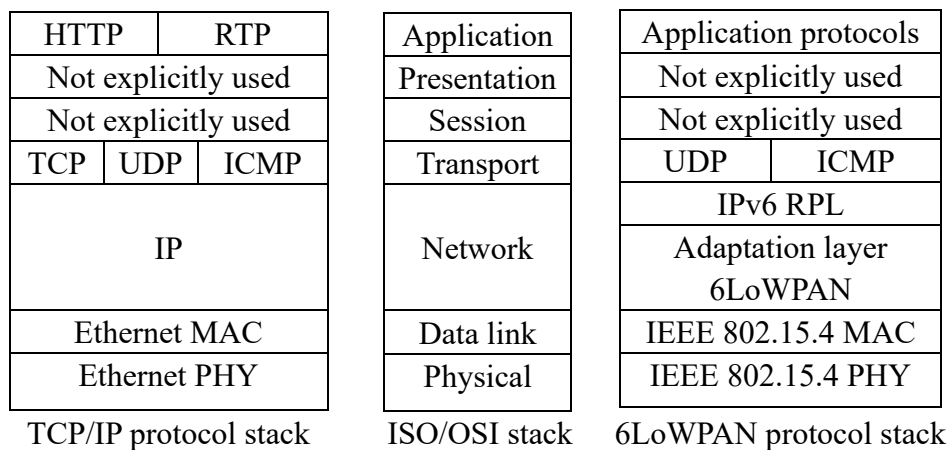 HTTP RTP
Not explicitly used
Not explicitly used
TCP UDP ICMP
IP
Ethernet MAC
Ethernet PHY
TCP/IP protocol stack
Application
Presentation
Session
Transport
Network
Data link
Physical
ISO/OSI stack
Application protocols
Not explicitly used
Not explicitly used
UDP ICMP
IPv6 RPL
Adaptation layer
6LoWPAN
IEEE 802.15.4 MAC
IEEE 802.15.4 PHY
6LoWPAN protocol stack